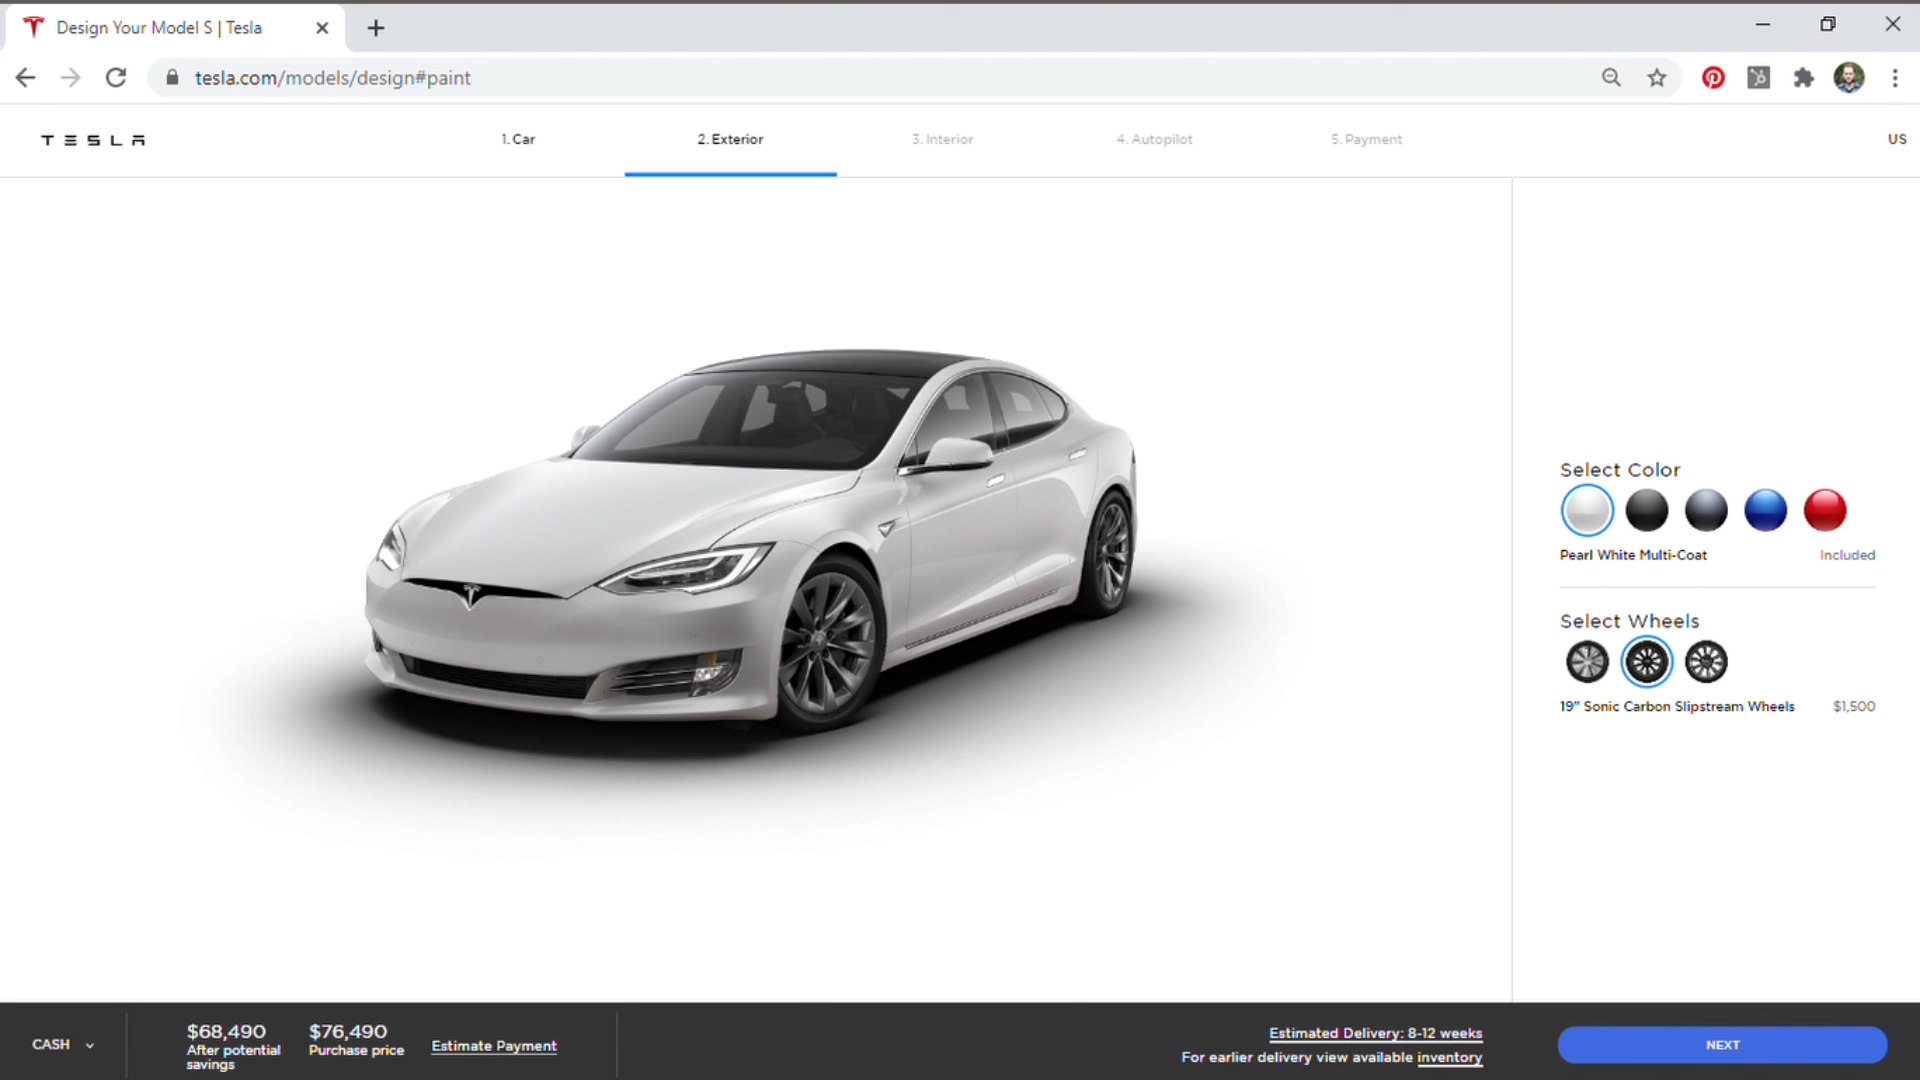 Design Your Model S | Tesla
tesla.com/models/design#paint
TESLA
1. Car
2. Exterior
3. Interior
4. Autopilot
5. Payment
US
Select Color
Pearl White Multi-Coat Included
Select Wheels
19" Sonic Carbon Slipstream Wheels $1,500
CASH
$68,490
After potential
savings
$76,490
Purchase price
Estimate Payment
Estimated Delivery: 8-12 weeks
For earlier delivery view available inventory
NEXT